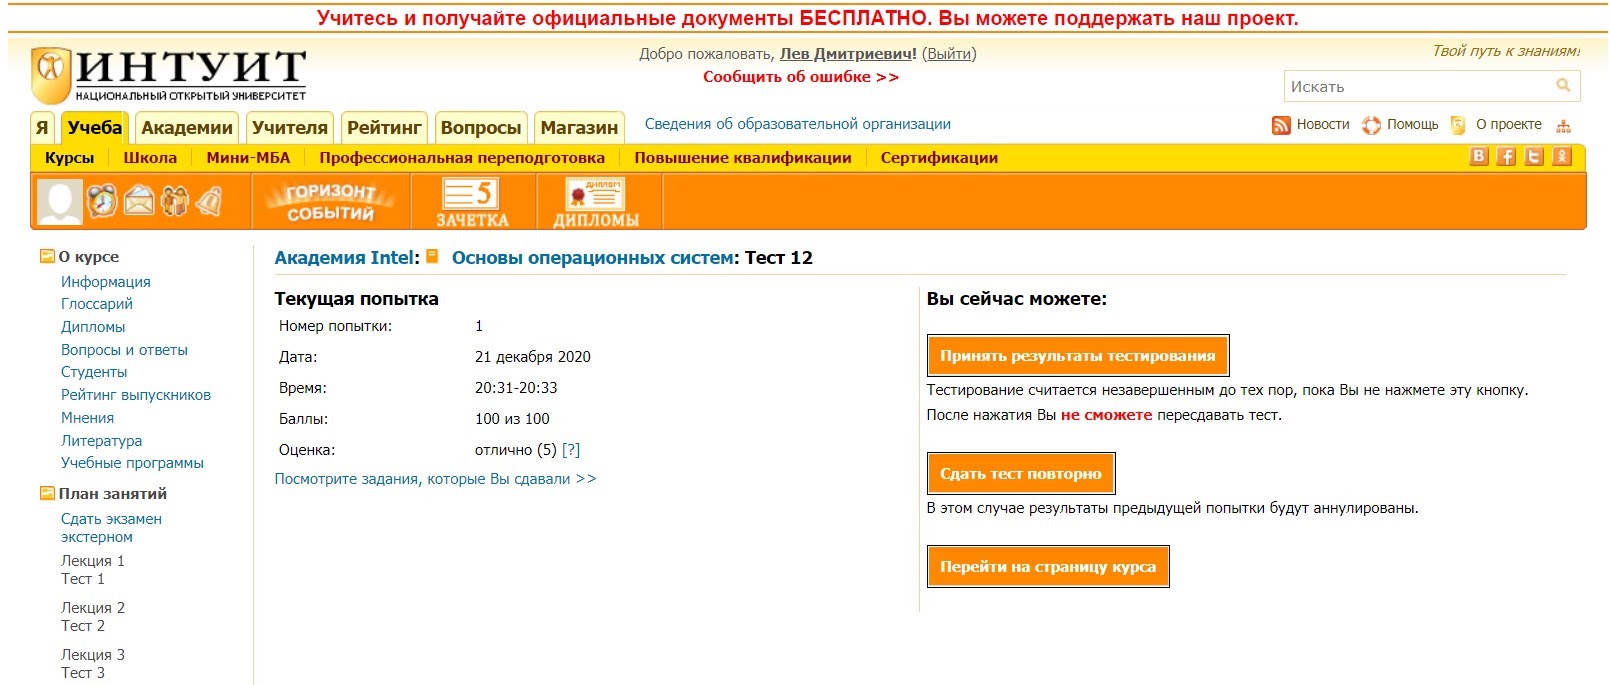 Учитесь и получайте официальные документы БЕСПЛАТНО. Вы можете поддержать наш проект.
ИНТУИТ
НАЦИОНАЛЬНЫЙ ОТКРЫТЫЙ УНИВЕРСИТЕТ
Добро пожаловать, Лев Дмитриевич! (Выйти)
Сообщить об ошибке >>
Твой путь к знаниям!
Искать
Я Учеба Академии Учителя Рейтинг Вопросы Магазин Сведения об образовательной организации
Новости Помощь О проекте
Курсы Школа Мини-МБА Профессиональная переподготовка Повышение квалификации Сертификации
B f t
ГОРИЗОНТ
СОБЫТИЙ
5
ЗАЧЕТКА
ДИПЛОМ
ДИПЛОМЫ
О курсе
Информация
Глоссарий
Дипломы
Вопросы и ответы
Студенты
Рейтинг выпускников
Мнения
Литература
Учебные программы
План занятий
Сдать экзамен
экстерном
Лекция 1
Тест 1
Лекция 2
Тест 2
Лекция 3
Тест 3
Академия Intel: Основы операционных систем: Тест 12
Текущая попытка
Номер попытки: 1
Дата: 21 декабря 2020
Время: 20:31-20:33
Баллы: 100 из 100
Оценка: отлично (5) [?]
Посмотрите задания, которые Вы сдавали >>
Вы сейчас можете:
Принять результаты тестирования
Тестирование считается незавершенным до тех пор, пока Вы не нажмете эту кнопку.
После нажатия Вы не сможете пересдавать тест.
Сдать тест повторно
В этом случае результаты предыдущей попытки будут аннулированы.
Перейти на страницу курса